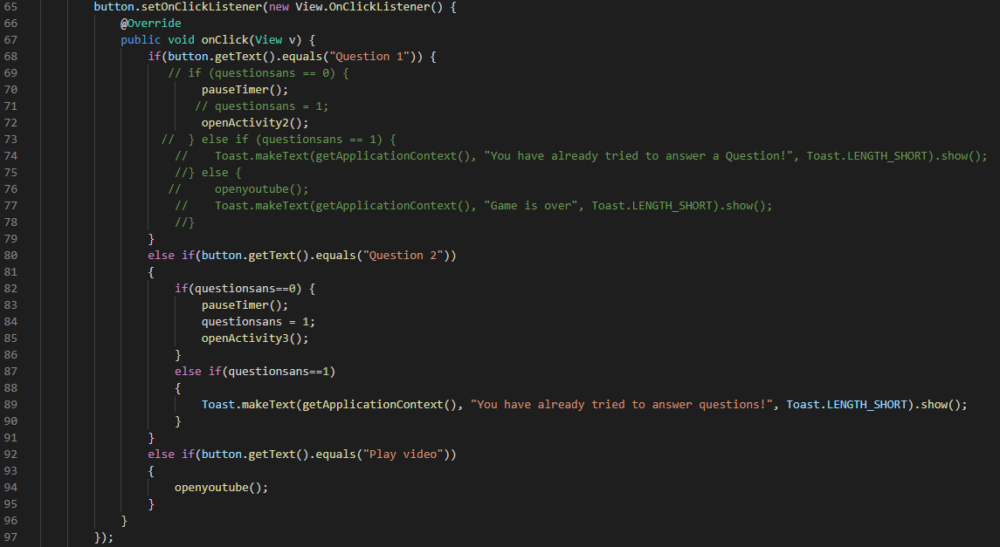 65 button.setOnClickListener(new View.OnClickListener() {
66 @Override
67 public void onClick(View v) {
68 if(button.getText().equals("Question 1")) {
69 // if (questionsans == 0) {
70 pauseTimer();
71 // questionsans = 1;
72 openActivity2();
73 // } else if (questionsans == 1) {
74 // Toast.makeText(getApplicationContext(), "You have already tried to answer a Question!", Toast.LENGTH_SHORT).show();
75 //} else {
76 // openyoutube();
77 // Toast.makeText(getApplicationContext(), "Game is over", Toast.LENGTH_SHORT).show();
78 //}
79 }
80 else if(button.getText().equals("Question 2"))
81 {
82 if(questionsans==0) {
83 pauseTimer();
84 questionsans = 1;
85 openActivity3();
86 }
87 else if(questionsans==1)
88 {
89 Toast.makeText(getApplicationContext(), "You have already tried to answer questions!", Toast.LENGTH_SHORT).show();
90 }
91 }
92 else if(button.getText().equals("Play video"))
93 {
94 openyoutube();
95 }
96 }
97 });